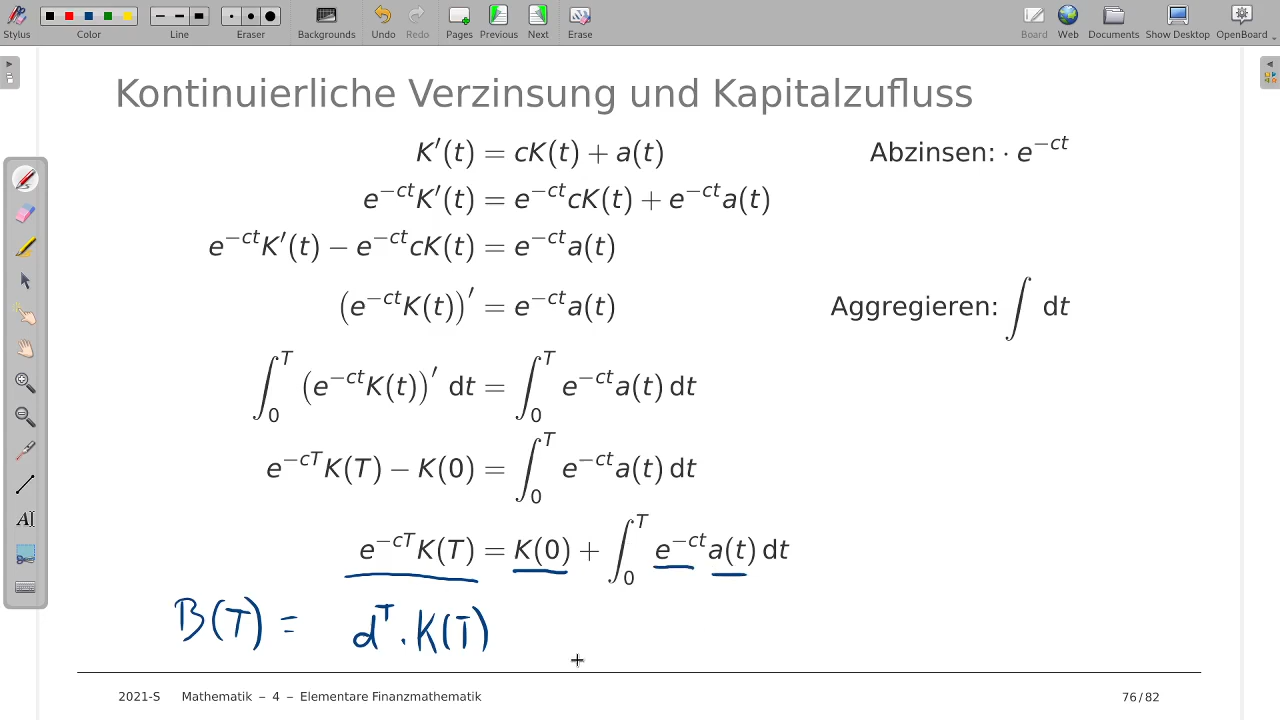 Stylus Color Line Eraser Backgrounds Undo Redo Pages Previous Next Erase Board Web Documents Show Desktop OpenBoard
Kontinuierliche Verzinsung und Kapitalzufluss
K′(t) = cK(t) + a(t) Abzinsen: · e^{−ct}
e^{−ct}K′(t) = e^{−ct}cK(t) + e^{−ct}a(t)
e^{−ct}K′(t) − e^{−ct}cK(t) = e^{−ct}a(t)
(e^{−ct}K(t))′ = e^{−ct}a(t) Aggregieren: ∫ dt
∫_0^T (e^{−ct}K(t))′ dt = ∫_0^T e^{−ct}a(t) dt
e^{−cT}K(T) − K(0) = ∫_0^T e^{−ct}a(t) dt
e^{−cT}K(T) = K(0) + ∫_0^T e^{−ct}a(t) dt
B(T) = d^T · K(T)
2021-S Mathematik – 4 – Elementare Finanzmathematik 76 / 82